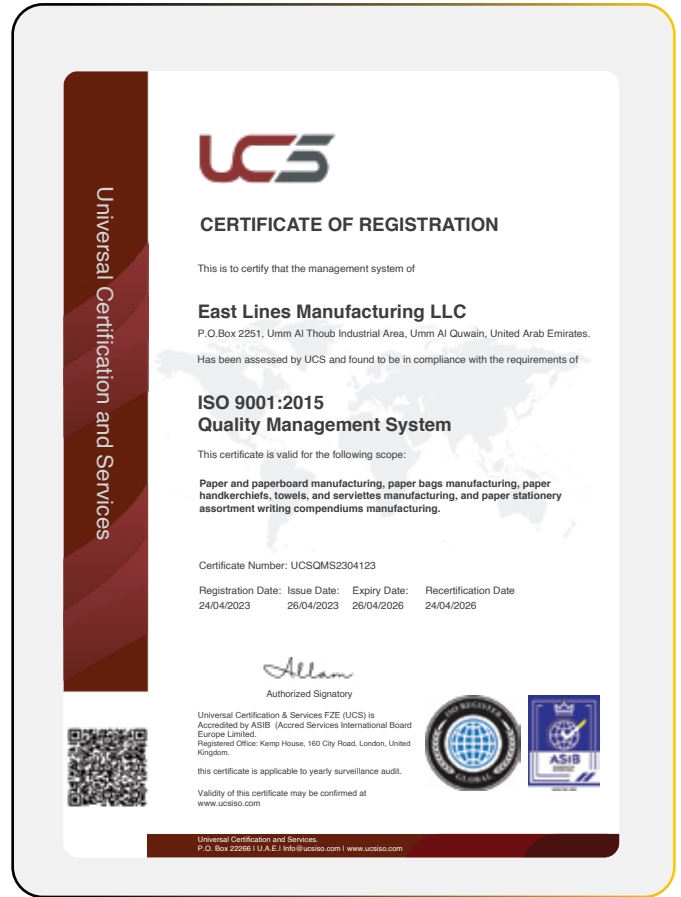 Universal Certification and Services
UCS
CERTIFICATE OF REGISTRATION
This is to certify that the management system of
East Lines Manufacturing LLC
P.O.Box 2251, Umm Al Thoub Industrial Area, Umm Al Quwain, United Arab Emirates.
Has been assessed by UCS and found to be in compliance with the requirements of
ISO 9001:2015
Quality Management System
This certificate is valid for the following scope:
Paper and paperboard manufacturing, paper bags manufacturing, paper
handkerchiefs, towels, and serviettes manufacturing, and paper stationery
assortment writing compendiums manufacturing.
Certificate Number: UCSQMS2304123
Registration Date: Issue Date: Expiry Date: Recertification Date
24/04/2023 26/04/2023 26/04/2026 24/04/2026
Allam
Authorized Signatory
Universal Certification & Services FZE (UCS) is
Accredited by ASIB (Accred Services International Board
Europe Limited.
Registered Office: Kemp House, 160 City Road, London, United
Kingdom.
this certificate is applicable to yearly surveillance audit.
Validity of this certificate may be confirmed at
www.ucsiso.com
ISO REGISTER
GLOBAL
ASIB
Universal Certification and Services.
P.O. Box 22266 | U.A.E.| Info@ucsiso.com | www.ucsiso.com